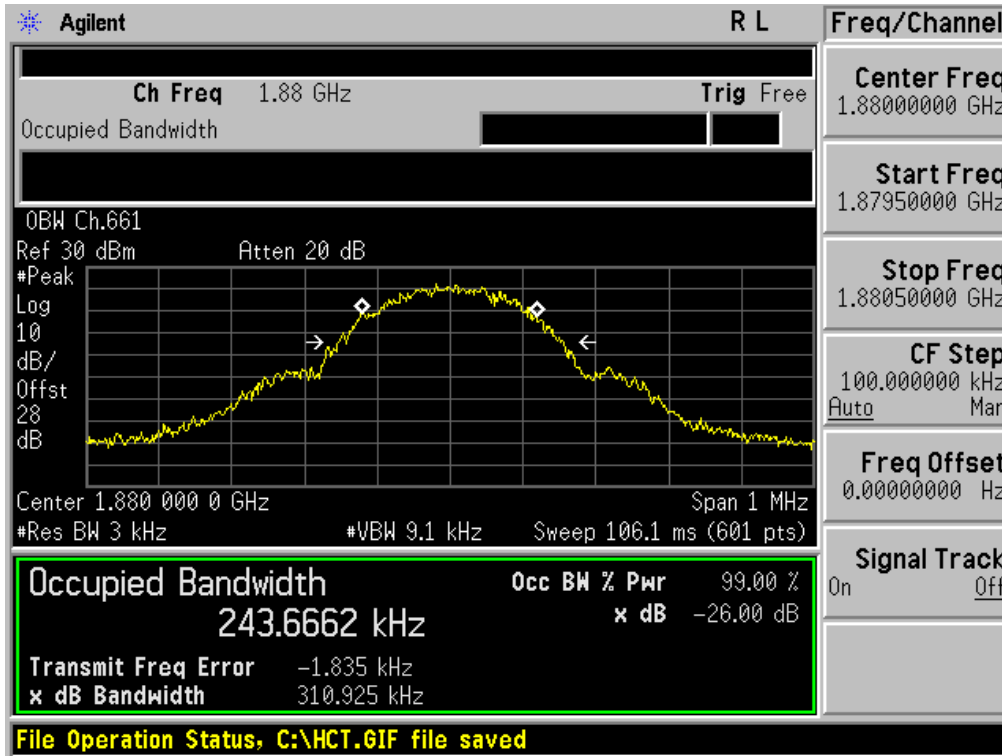 Agilent
R L
Freq/Channel
Ch Freq 1.88 GHz
Trig Free
Occupied Bandwidth
Center Freq
1.88000000 GHz
Start Freq
1.87950000 GHz
Stop Freq
1.88050000 GHz
CF Step
100.000000 kHz
Auto Man
Freq Offset
0.00000000 Hz
Signal Track
On Off
OBW Ch.661
Ref 30 dBm Atten 20 dB
#Peak
Log
10
dB/
Offst
28
dB
Center 1.880 000 0 GHz Span 1 MHz
#Res BW 3 kHz #VBW 9.1 kHz Sweep 106.1 ms (601 pts)
Occupied Bandwidth
243.6662 kHz
Occ BW % Pwr 99.00 %
x dB -26.00 dB
Transmit Freq Error -1.835 kHz
x dB Bandwidth 310.925 kHz
File Operation Status, C:\HCT.GIF file saved